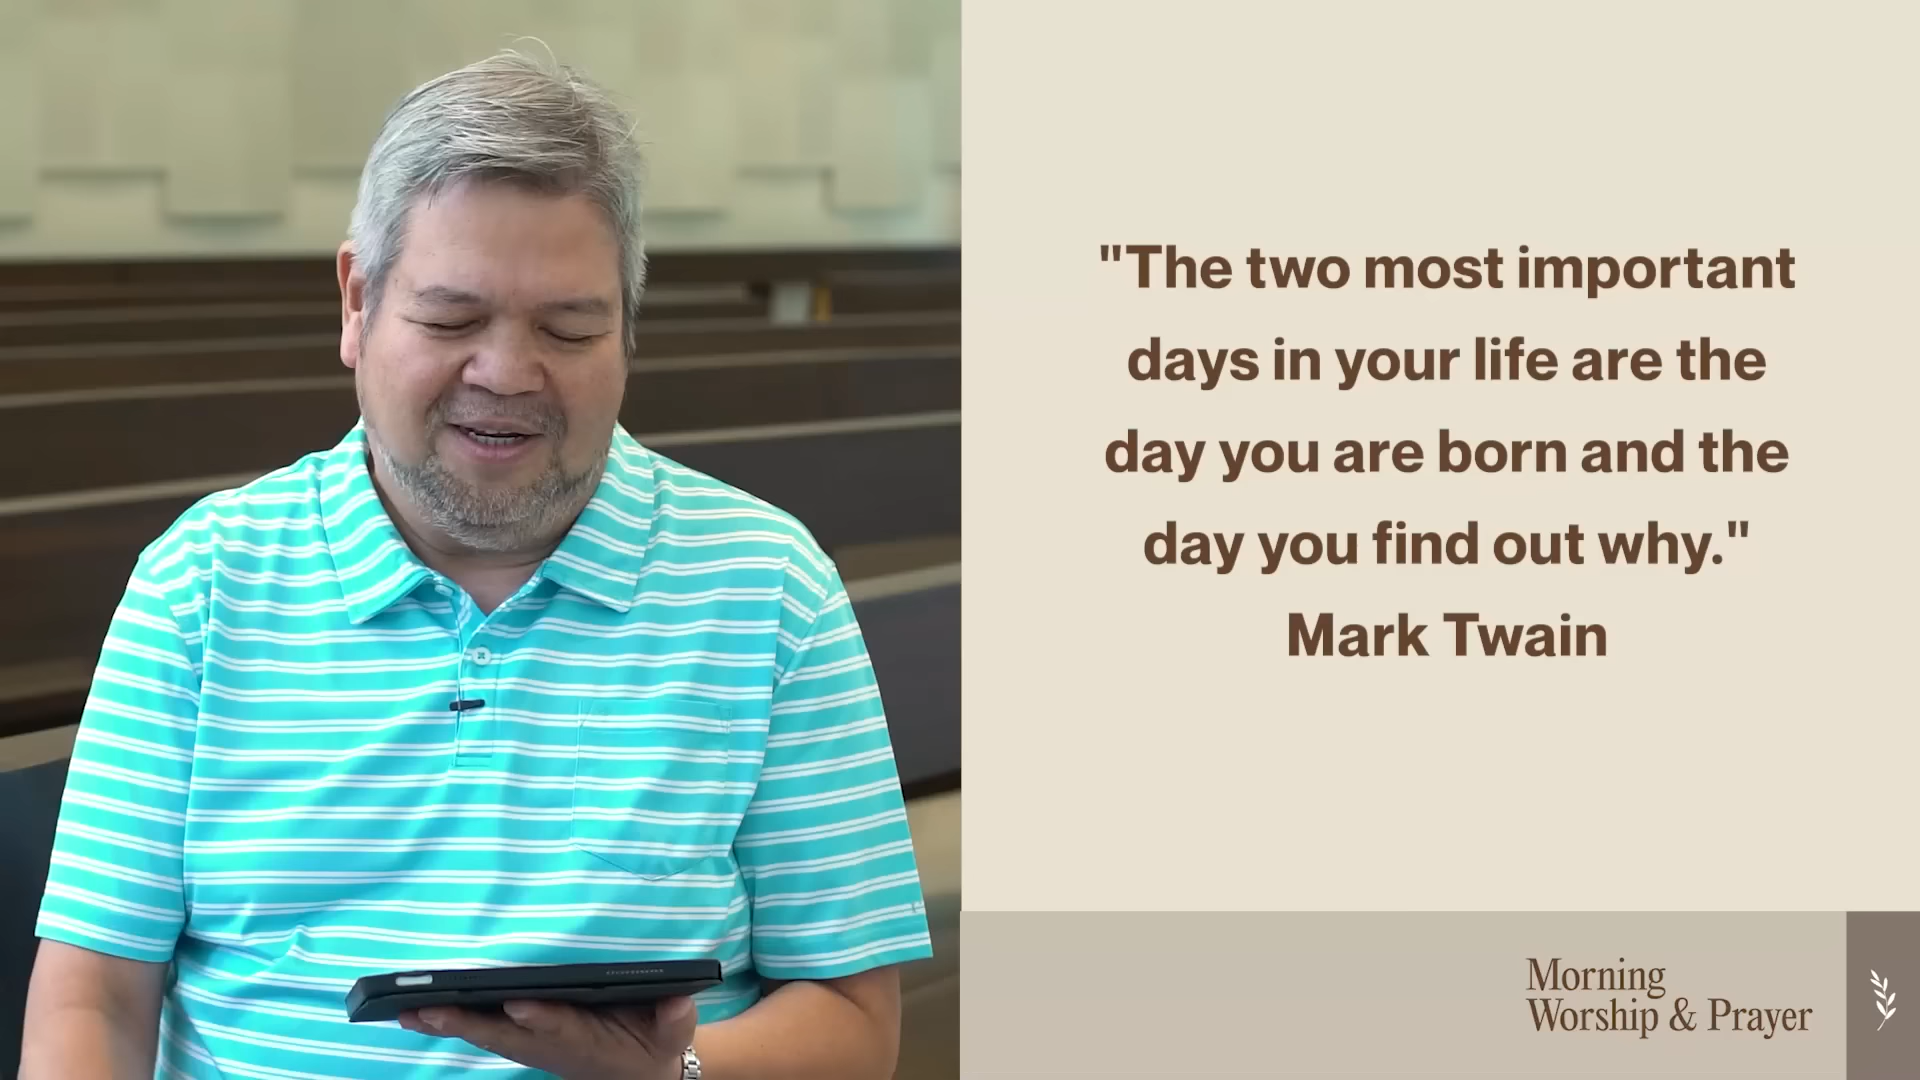 "The two most important
days in your life are the
day you are born and the
day you find out why."
Mark Twain
Morning
Worship & Prayer